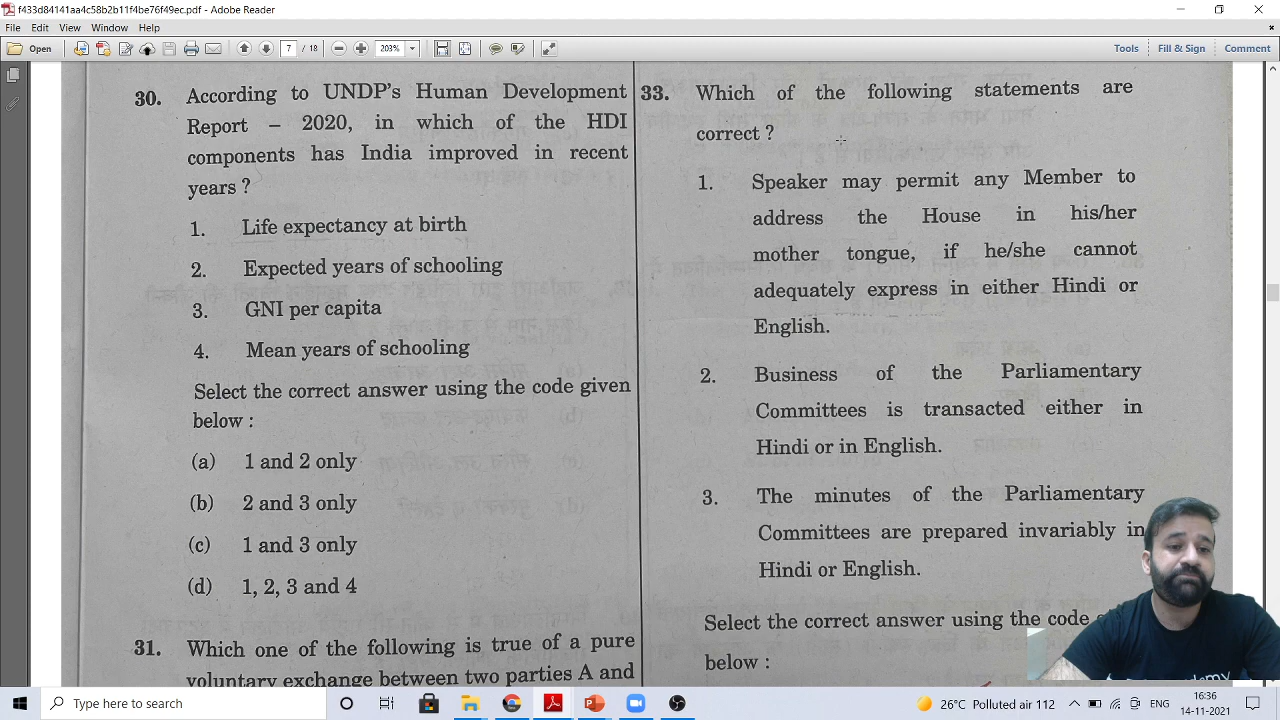 f433d84141aa4c58b2b11f4be76f49ec.pdf - Adobe Reader
File Edit View Window Help
Open 7 / 18 203% Tools Fill & Sign Comment
30. According to UNDP's Human Development
Report – 2020, in which of the HDI
components has India improved in recent
years ?
1. Life expectancy at birth
2. Expected years of schooling
3. GNI per capita
4. Mean years of schooling
Select the correct answer using the code given
below :
(a) 1 and 2 only
(b) 2 and 3 only
(c) 1 and 3 only
(d) 1, 2, 3 and 4
31. Which one of the following is true of a pure
voluntary exchange between two parties A and
33. Which of the following statements are
correct ?
1. Speaker may permit any Member to
address the House in his/her
mother tongue, if he/she cannot
adequately express in either Hindi or
English.
2. Business of the Parliamentary
Committees is transacted either in
Hindi or in English.
3. The minutes of the Parliamentary
Committees are prepared invariably in
Hindi or English.
Select the correct answer using the code
below :
Type here to search
26°C Polluted air 112 ENG 16:36
14-11-2021